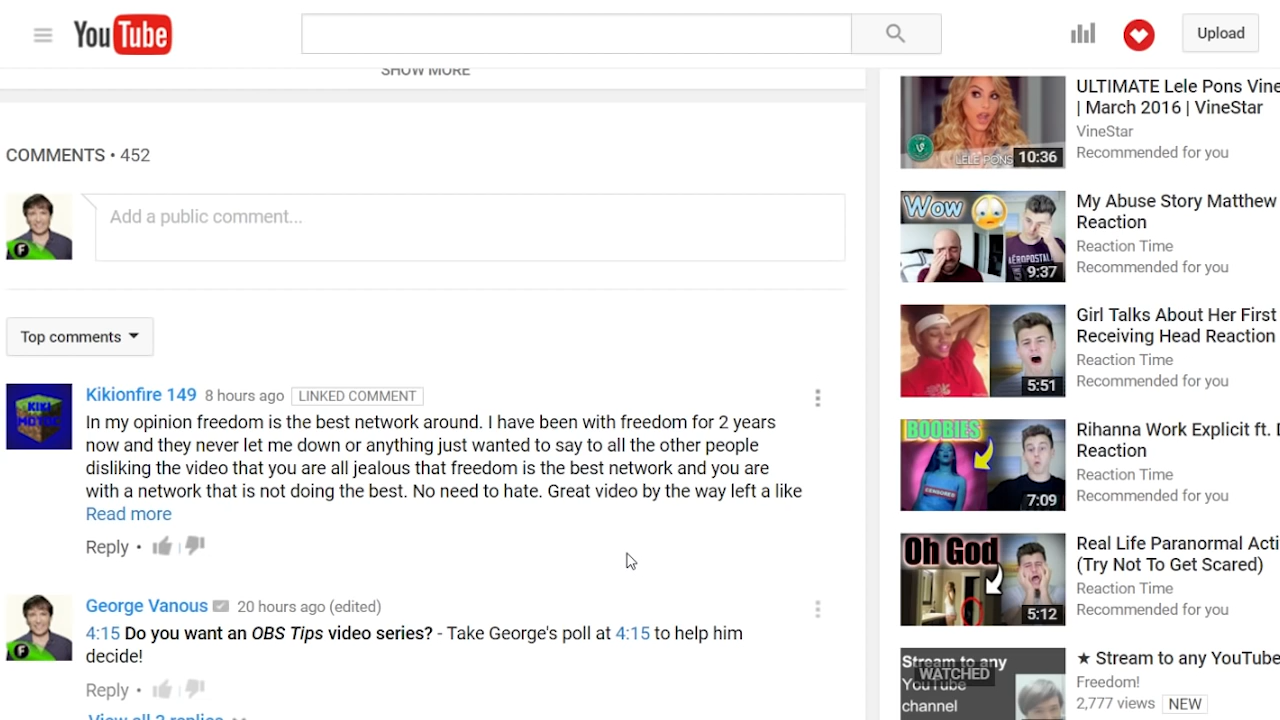 YouTube
Upload
SHOW MORE
COMMENTS • 452
Add a public comment...
Top comments
Kikionfire 149 8 hours ago LINKED COMMENT
In my opinion freedom is the best network around. I have been with freedom for 2 years
now and they never let me down or anything just wanted to say to all the other people
disliking the video that you are all jealous that freedom is the best network and you are
with a network that is not doing the best. No need to hate. Great video by the way left a like
Read more
Reply •
George Vanous 20 hours ago (edited)
4:15 Do you want an OBS Tips video series? - Take George's poll at 4:15 to help him
decide!
Reply •
View all 3 replies
LELE PONS
10:36
ULTIMATE Lele Pons Vine
| March 2016 | VineStar
VineStar
Recommended for you
Wow
AÉROPOSTAL
9:37
My Abuse Story Matthew
Reaction
Reaction Time
Recommended for you
5:51
Girl Talks About Her First
Receiving Head Reaction
Reaction Time
Recommended for you
BOOBIES
CENSORED
7:09
Rihanna Work Explicit ft. D
Reaction
Reaction Time
Recommended for you
Oh God
5:12
Real Life Paranormal Acti
(Try Not To Get Scared)
Reaction Time
Recommended for you
Stream to any
YouTube
channel
WATCHED
★ Stream to any YouTube
Freedom!
2,777 views NEW